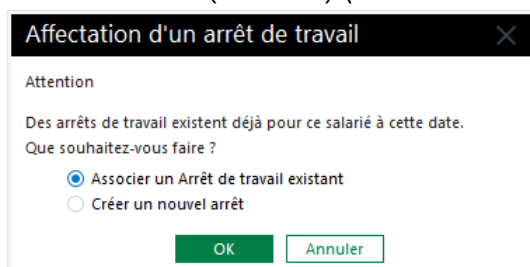 Affectation d'un arrêt de travail
Attention
Des arrêts de travail existent déjà pour ce salarié à cette date.
Que souhaitez-vous faire ?
Associer un Arrêt de travail existant
Créer un nouvel arrêt
OK Annuler